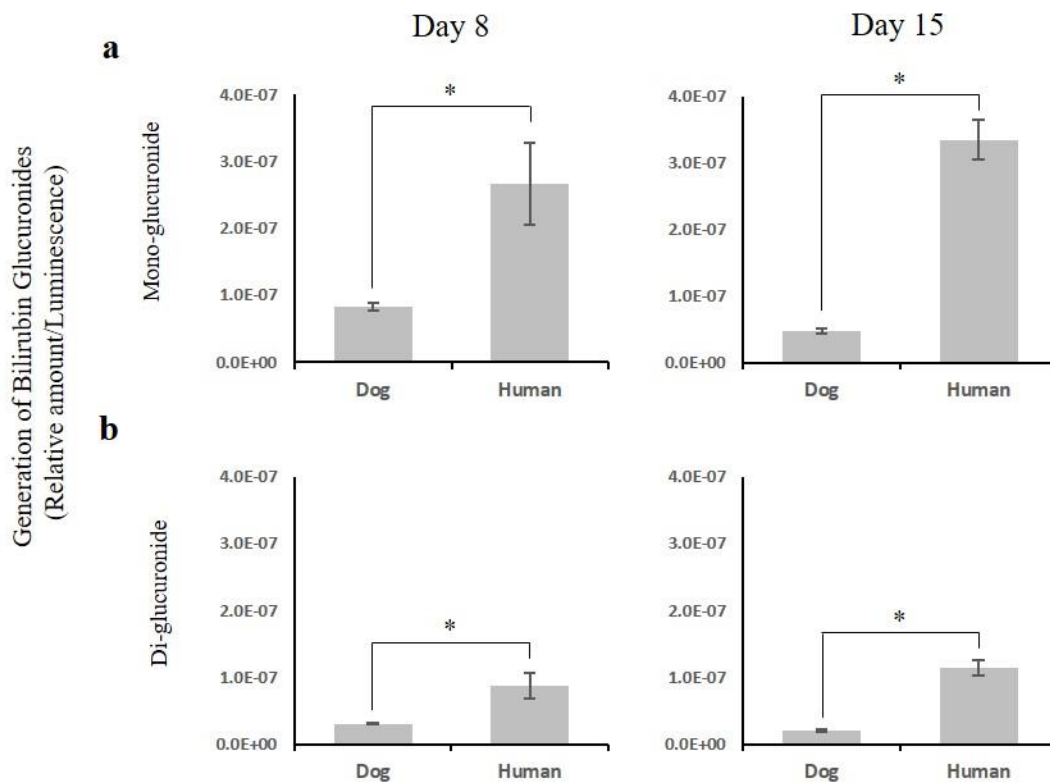 Day 8
Day 15
a
Generation of Bilirubin Glucuronides
(Relative amount/Luminescence)
Mono-glucuronide
4.0E-07
3.0E-07
2.0E-07
1.0E-07
0.0E+00
*
Dog
Human
4.0E-07
3.0E-07
2.0E-07
1.0E-07
0.0E+00
*
Dog
Human
b
Di-glucuronide
4.0E-07
3.0E-07
2.0E-07
1.0E-07
0.0E+00
*
Dog
Human
4.0E-07
3.0E-07
2.0E-07
1.0E-07
0.0E+00
*
Dog
Human